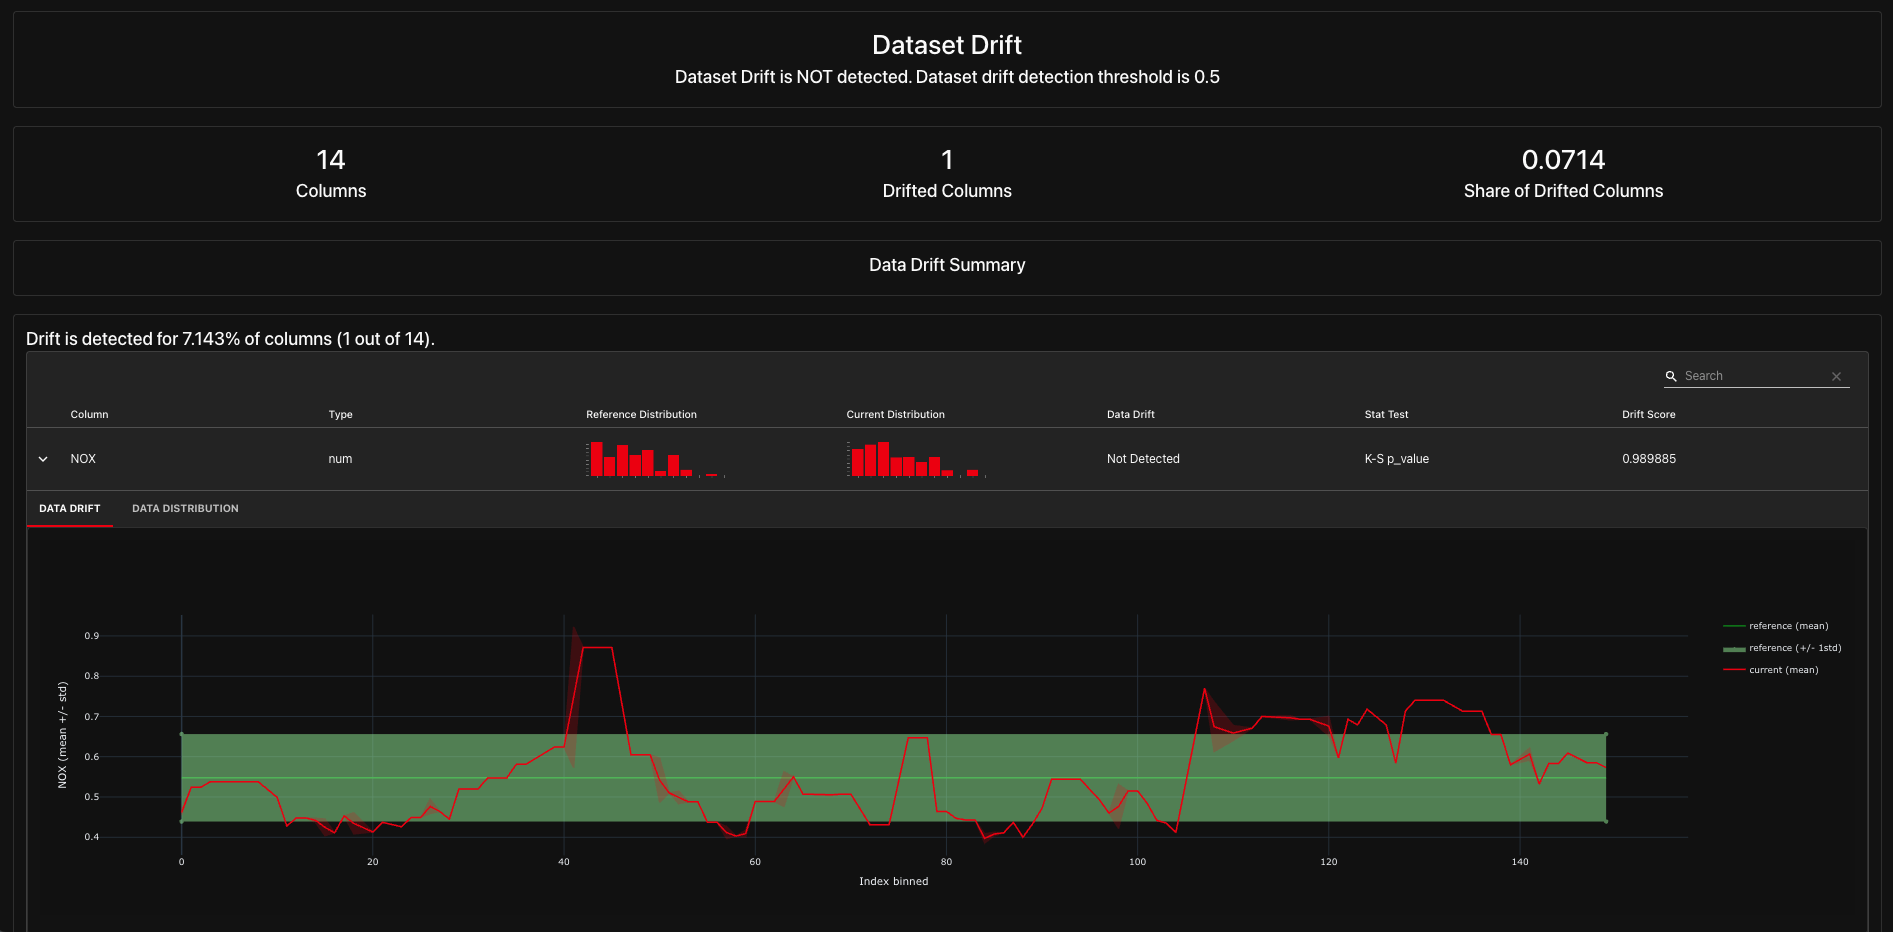 Dataset Drift
Dataset Drift is NOT detected. Dataset drift detection threshold is 0.5
14
Columns
1
Drifted Columns
0.0714
Share of Drifted Columns
Data Drift Summary
Drift is detected for 7.143% of columns (1 out of 14).
Search
Column Type Reference Distribution Current Distribution Data Drift Stat Test Drift Score
NOX num Not Detected K-S p_value 0.989885
DATA DRIFT DATA DISTRIBUTION
NOX (mean +/- std)
0.9
0.8
0.7
0.6
0.5
0.4
0 20 40 60 80 100 120 140
Index binned
reference (mean)
reference (+/- 1std)
current (mean)